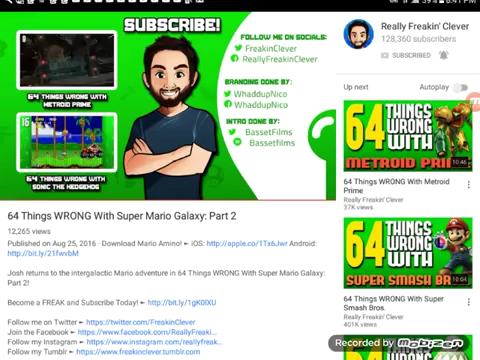 39% 8:41 PM
SUBSCRIBE!
FOLLOW ME ON SOCIALS:
FreakinClever
ReallyFreakinClever
64 THINGS WRONG WITH
METROID PRIME
BRANDING DONE BY:
WhaddupNico
WhaddupNico
INTRO DONE BY:
BassetFilms
Bassetfilms
16
64 THINGS WRONG WITH
SONIC THE HEDGEHOG
Really Freakin' Clever
128,360 subscribers
SUBSCRIBED
Up next
Autoplay
64 THINGS WRONG WITH
METROID PRI
10:46
64 Things WRONG With Metroid
Prime
Really Freakin' Clever
37K views
64 THINGS WRONG WITH
SUPER SMASH BR
10:04
64 Things WRONG With Super
Smash Bros.
Really Freakin' Clever
401K views
64 Things WRONG With Super Mario Galaxy: Part 2
12,265 views
Published on Aug 25, 2016 · Download Mario Amino! ► iOS: http://apple.co/1Tx6Jwr Android:
http://bit.ly/21fwvbM
Josh returns to the intergalactic Mario adventure in 64 Things WRONG With Super Mario Galaxy:
Part 2!
Become a FREAK and Subscribe Today! ► http://bit.ly/1gK0lXU
Follow me on Twitter ► https://twitter.com/FreskinClever
Join the Facebook ► https://www.facebook.com/ReallyFreaki...
Follow my Instagram ► https://www.instagram.com/reallyfreak...
Follow my Tumblr ► https://www.freakinclever.tumblr.com
Recorded by Mobizen